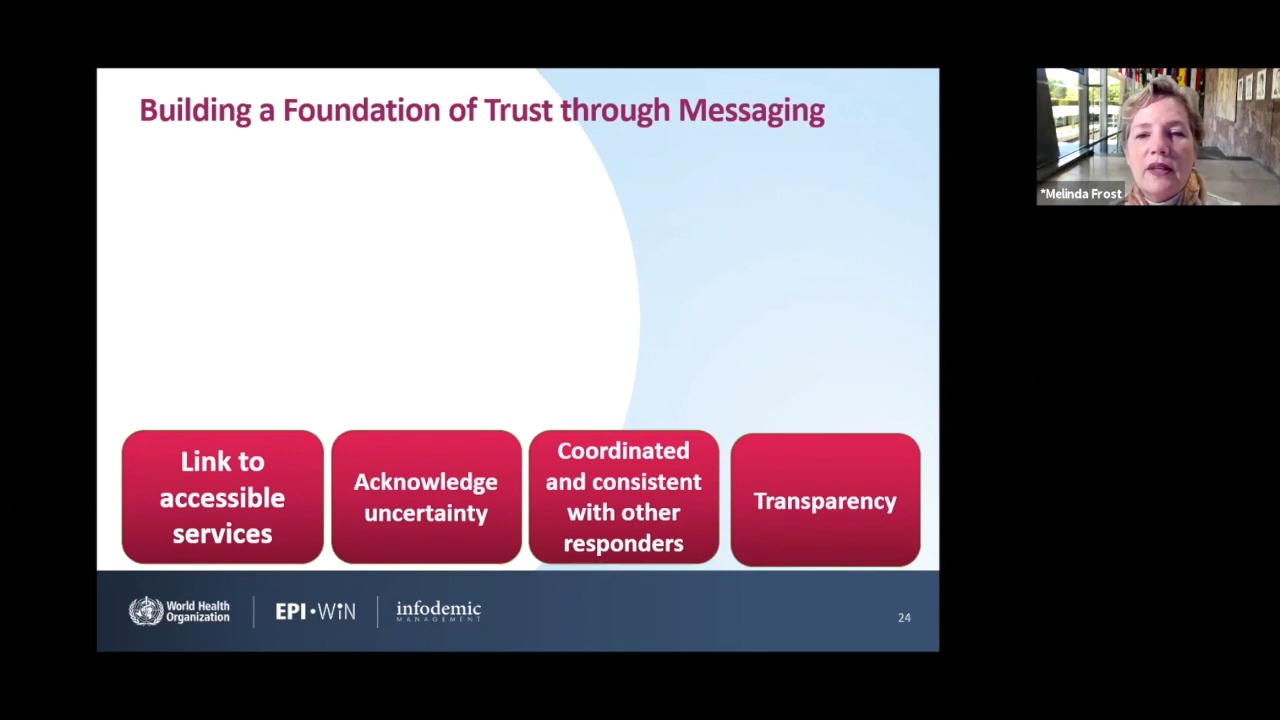 Building a Foundation of Trust through Messaging
*Melinda Frost
Link to
accessible
services
Acknowledge
uncertainty
Coordinated
and consistent
with other
responders
Transparency
World Health
Organization
EPI•WiN
infodemic
MANAGEMENT
24